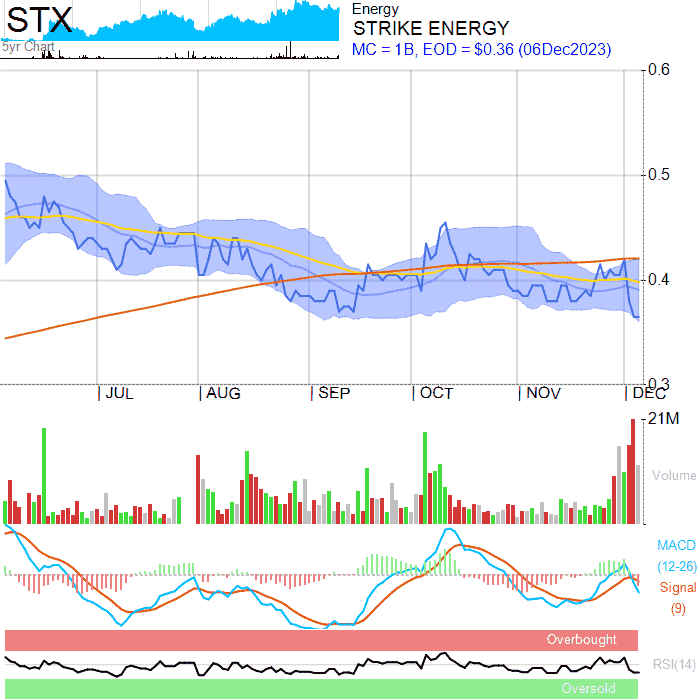 STX
5yr Chart
Energy
STRIKE ENERGY
MC = 1B, EOD = $0.36 (06Dec2023)
0.6
0.5
0.4
0.3
JUL
AUG
SEP
OCT
NOV
DEC
21M
Volume
MACD
(12-26)
Signal
(9)
Overbought
RSI(14)
Oversold